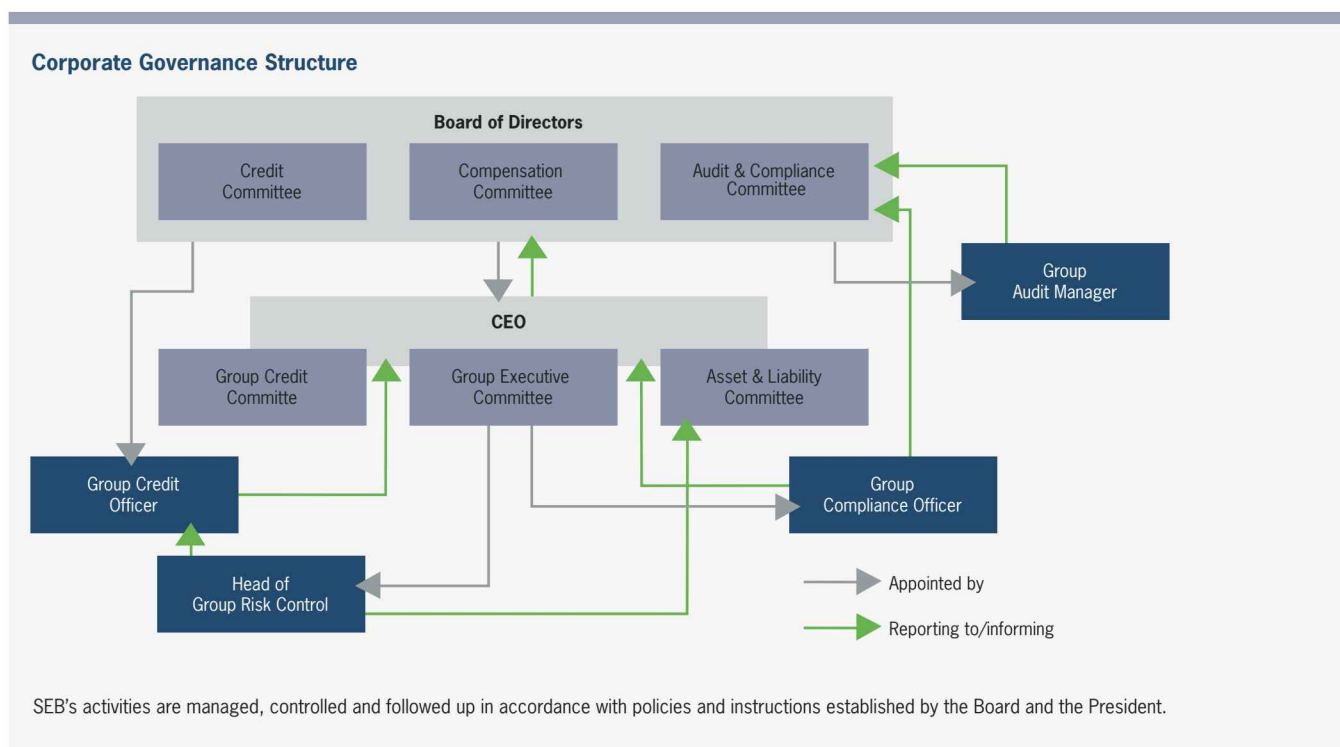 Corporate Governance Structure
Board of Directors
Credit
Committee
Compensation
Committee
Audit & Compliance
Committee
Group
Audit Manager
CEO
Group Credit
Committe
Group Executive
Committee
Asset & Liability
Committee
Group Credit
Officer
Group
Compliance Officer
Head of
Group Risk Control
Appointed by
Reporting to/informing
SEB’s activities are managed, controlled and followed up in accordance with policies and instructions established by the Board and the President.